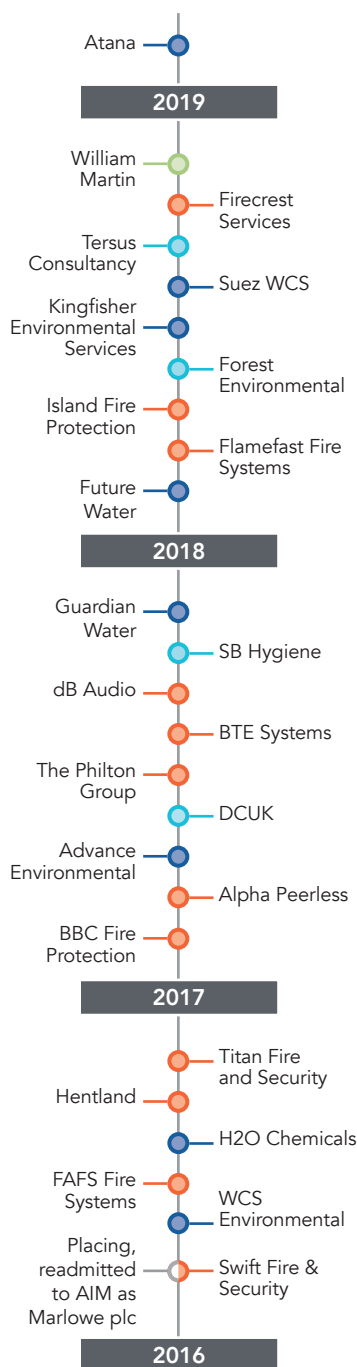 Atana
2019
William
Martin
Firecrest
Services
Tersus
Consultancy
Suez WCS
Kingfisher
Environmental
Services
Forest
Environmental
Island Fire
Protection
Flamefast Fire
Systems
Future
Water
2018
Guardian
Water
SB Hygiene
dB Audio
BTE Systems
The Philton
Group
DCUK
Advance
Environmental
Alpha Peerless
BBC Fire
Protection
2017
Titan Fire
and Security
Hentland
H2O Chemicals
FAFS Fire
Systems
WCS
Environmental
Placing,
readmitted
to AIM as
Marlowe plc
Swift Fire &
Security
2016